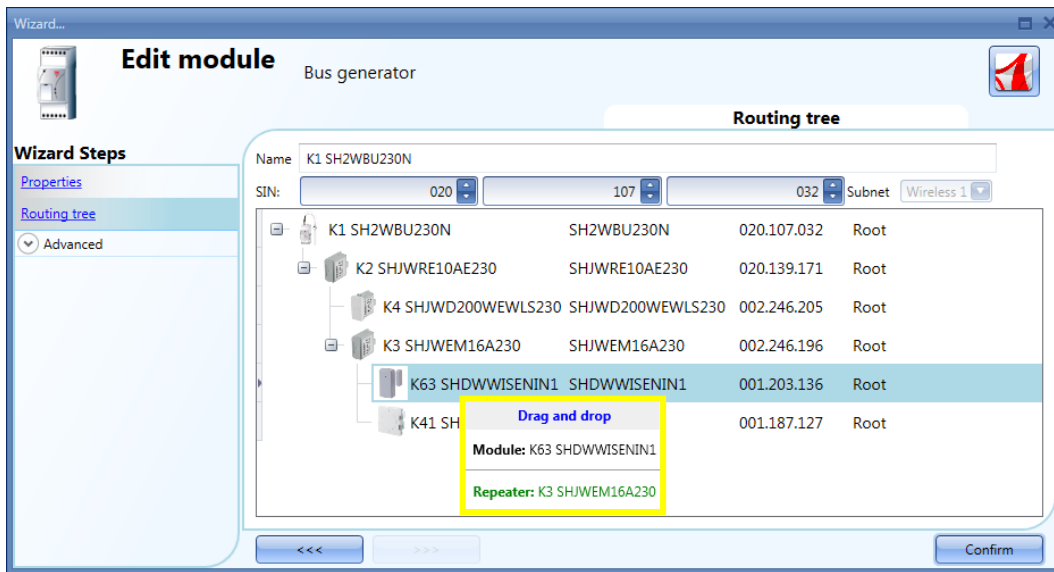 Wizard...
Edit module
Bus generator
Routing tree
Wizard Steps
Properties
Routing tree
Advanced
Name K1 SH2WBU230N
SIN: 020 107 032 Subnet Wireless 1
K1 SH2WBU230N SH2WBU230N 020.107.032 Root
K2 SHJWRE10AE230 SHJWRE10AE230 020.139.171 Root
K4 SHJWD200WEWLS230 SHJWD200WEWLS230 002.246.205 Root
K3 SHJWEM16A230 SHJWEM16A230 002.246.196 Root
K63 SHDWWISENIN1 SHDWWISENIN1 001.203.136 Root
K41 SH 001.187.127 Root
Drag and drop
Module: K63 SHDWWISENIN1
Repeater: K3 SHJWEM16A230
<<< >>> Confirm